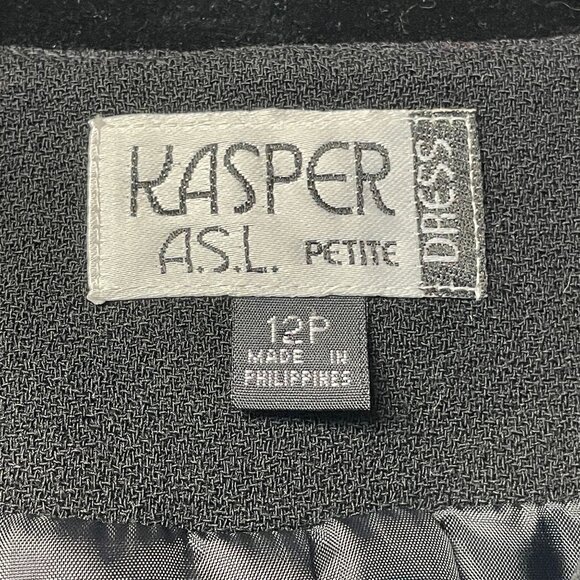 KASPER
A.S.L. PETITE
DRESS
12P
MADE IN
PHILIPPINES